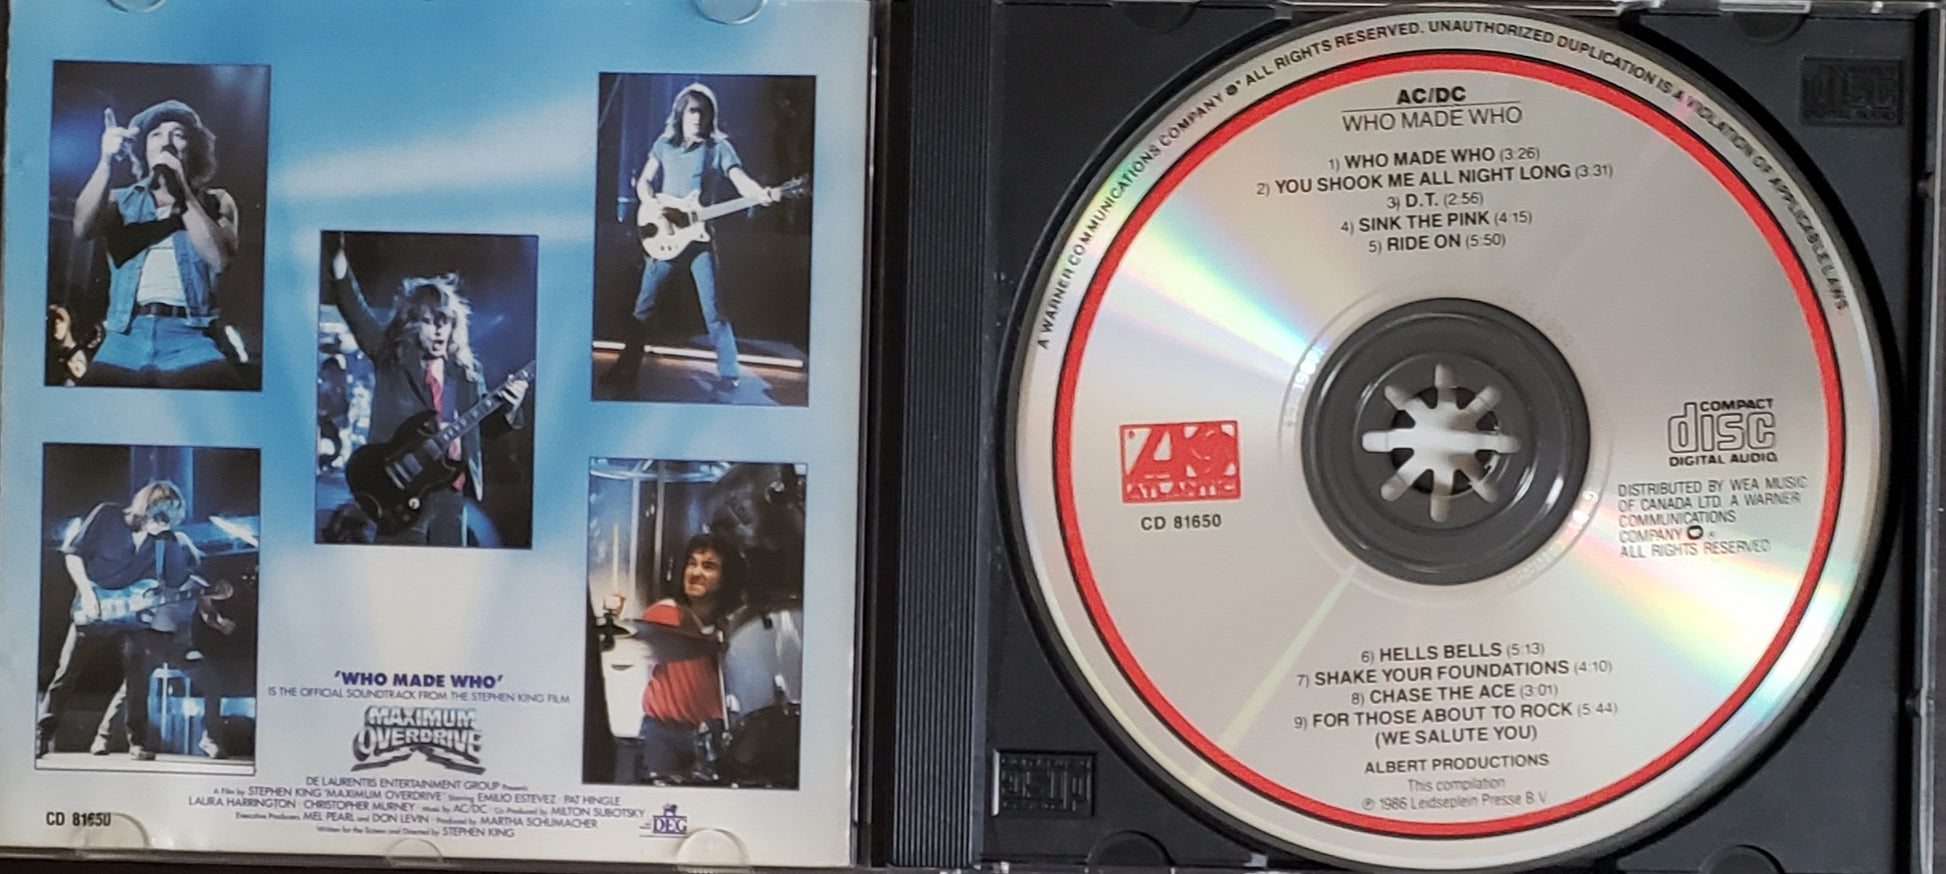 'WHO MADE WHO'
IS THE OFFICIAL SOUNDTRACK FROM THE STEPHEN KING FILM
MAXIMUM
OVERDRIVE
DE LAURENTIIS ENTERTAINMENT GROUP Presents
A Film by STEPHEN KING 'MAXIMUM OVERDRIVE' Starring EMILIO ESTEVEZ · PAT HINGLE
LAURA HARRINGTON · CHRISTOPHER MURNEY · Music by AC/DC · Co-Produced by MILTON SUBOTSKY
Executive Producers MEL PEARL and DON LEVIN · Produced by MARTHA SCHUMACHER
Written for the Screen and Directed by STEPHEN KING
DEG
CD 81650
A WARNER COMMUNICATIONS COMPANY ALL RIGHTS RESERVED. UNAUTHORIZED DUPLICATION IS A VIOLATION OF APPLICABLE LAWS
AC/DC
WHO MADE WHO
1) WHO MADE WHO (3:26)
2) YOU SHOOK ME ALL NIGHT LONG (3:31)
3) D.T. (2:56)
4) SINK THE PINK (4:15)
5) RIDE ON (5:50)
ATLANTIC
CD 81650
COMPACT
disc
DIGITAL AUDIO
DISTRIBUTED BY WEA MUSIC
OF CANADA LTD. A WARNER
COMMUNICATIONS
COMPANY
ALL RIGHTS RESERVED
6) HELLS BELLS (5:13)
7) SHAKE YOUR FOUNDATIONS (4:10)
8) CHASE THE ACE (3:01)
9) FOR THOSE ABOUT TO ROCK (5:44)
(WE SALUTE YOU)
ALBERT PRODUCTIONS
This compilation
℗ 1986 Leidseplein Presse B.V.